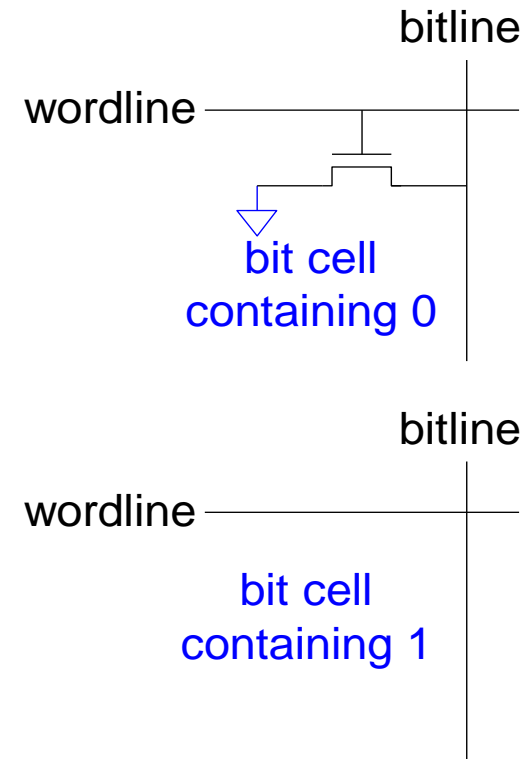 bitline
wordline
bit cell
containing 0
bitline
wordline
bit cell
containing 1